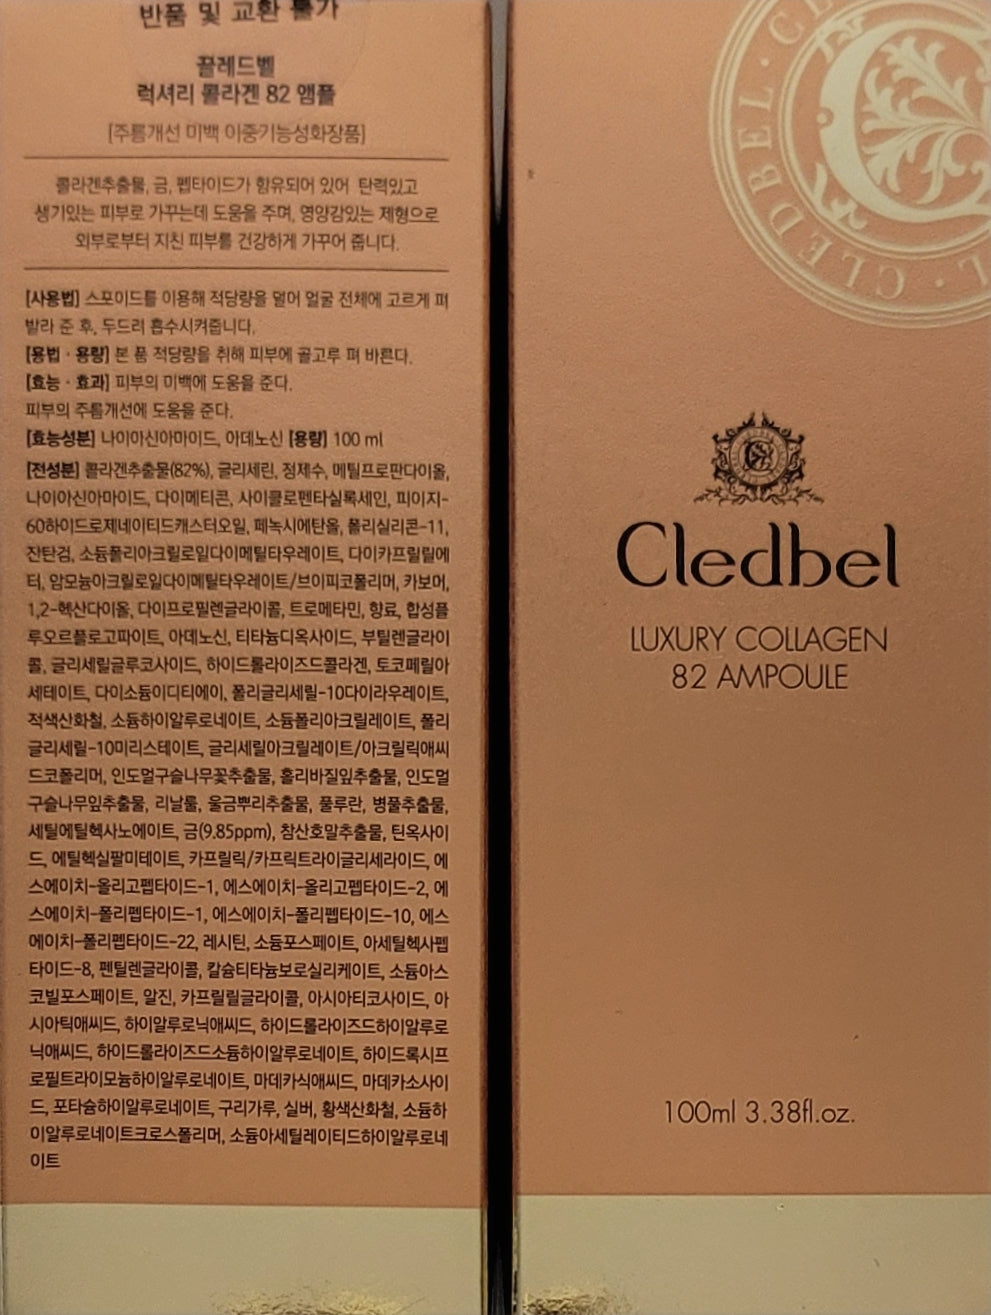 반품 및 교환 불가
끌레드벨
럭셔리 콜라겐 82 앰플
[주름개선 미백 이중기능성화장품]
콜라겐추출물, 금, 펩타이드가 함유되어 있어 탄력있고
생기있는 피부로 가꾸는데 도움을 주며, 영양감있는 제형으로
외부로부터 지친 피부를 건강하게 가꾸어 줍니다.
[사용법] 스포이드를 이용해 적당량을 덜어 얼굴 전체에 고르게 펴
발라 준 후, 두드려 흡수시켜줍니다.
[용법 · 용량] 본 품 적당량을 취해 피부에 골고루 펴 바른다.
[효능 · 효과] 피부의 미백에 도움을 준다.
피부의 주름개선에 도움을 준다.
[효능성분] 나이아신아마이드, 아데노신 [용량] 100 ml
[전성분] 콜라겐추출물(82%), 글리세린, 정제수, 메틸프로판다이올,
나이아신아마이드, 다이메티콘, 사이클로펜타실록세인, 피이지-
60하이드로제네이티드캐스터오일, 페녹시에탄올, 폴리실리콘-11,
잔탄검, 소듐폴리아크릴로일다이메틸타우레이트, 다이카프릴릴에
터, 암모늄아크릴로일다이메틸타우레이트/브이피코폴리머, 카보머,
1,2-헥산다이올, 다이프로필렌글라이콜, 트로메타민, 향료, 합성플
루오르플로고파이트, 아데노신, 티타늄디옥사이드, 부틸렌글라이
콜, 글리세릴글루코사이드, 하이드롤라이즈드콜라겐, 토코페릴아
세테이트, 다이소듐이디티에이, 폴리글리세릴-10다이라우레이트,
적색산화철, 소듐하이알루로네이트, 소듐폴리아크릴레이트, 폴리
글리세릴-10미리스테이트, 글리세릴아크릴레이트/아크릴릭애씨
드코폴리머, 인도멀구슬나무꽃추출물, 홀리바질잎추출물, 인도멀
구슬나무잎추출물, 리날룰, 울금뿌리추출물, 풀루란, 병풀추출물,
세틸에틸헥사노에이트, 금(9.85ppm), 참산호말추출물, 틴옥사이
드, 에틸헥실팔미테이트, 카프릴릭/카프릭트라이글리세라이드, 에
스에이치-올리고펩타이드-1, 에스에이치-올리고펩타이드-2, 에
스에이치-폴리펩타이드-1, 에스에이치-폴리펩타이드-10, 에스
에이치-폴리펩타이드-22, 레시틴, 소듐포스페이트, 아세틸헥사펩
타이드-8, 펜틸렌글라이콜, 칼슘티타늄보로실리케이트, 소듐아스
코빌포스페이트, 알진, 카프릴릴글라이콜, 아시아티코사이드, 아
시아틱애씨드, 하이알루로닉애씨드, 하이드롤라이즈드하이알루로
닉애씨드, 하이드롤라이즈드소듐하이알루로네이트, 하이드록시프
로필트라이모늄하이알루로네이트, 마데카식애씨드, 마데카소사이
드, 포타슘하이알루로네이트, 구리가루, 실버, 황색산화철, 소듐하
이알루로네이트크로스폴리머, 소듐아세틸레이티드하이알루로네
이트
CLEDBEL · CLEDBEL
Cledbel
LUXURY COLLAGEN
82 AMPOULE
100ml 3.38fl.oz.